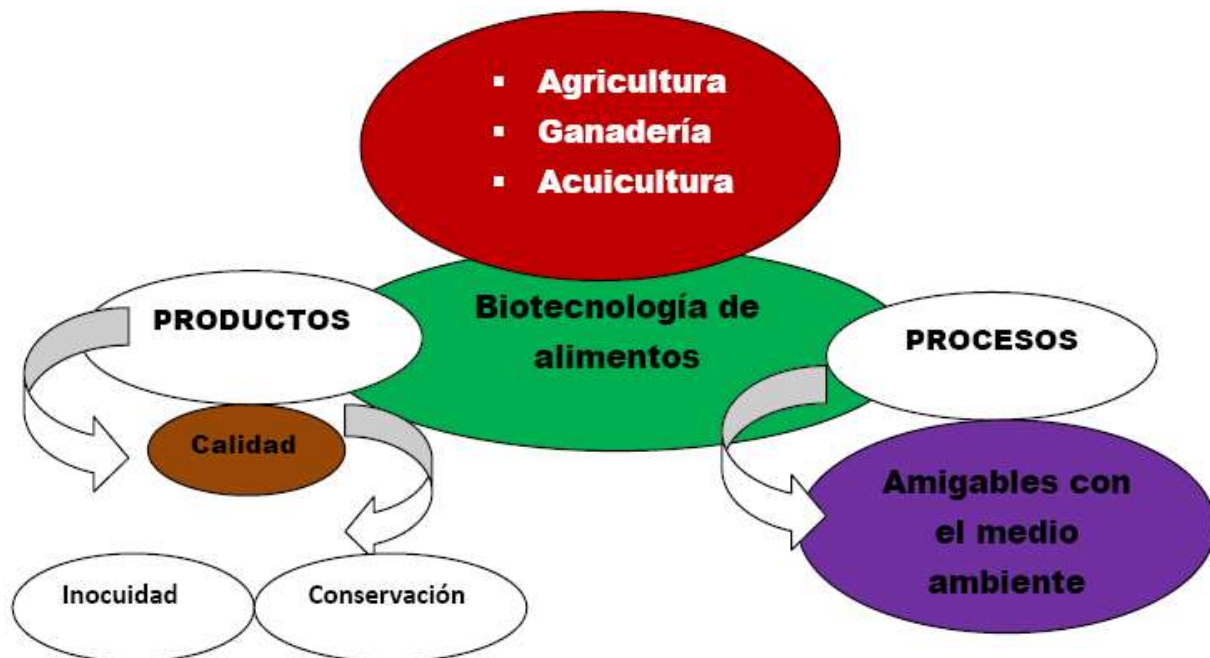 ▪ Agricultura
▪ Ganadería
▪ Acuicultura
Biotecnología de
alimentos
PRODUCTOS
PROCESOS
Calidad
Amigables con
el medio
ambiente
Inocuidad
Conservación